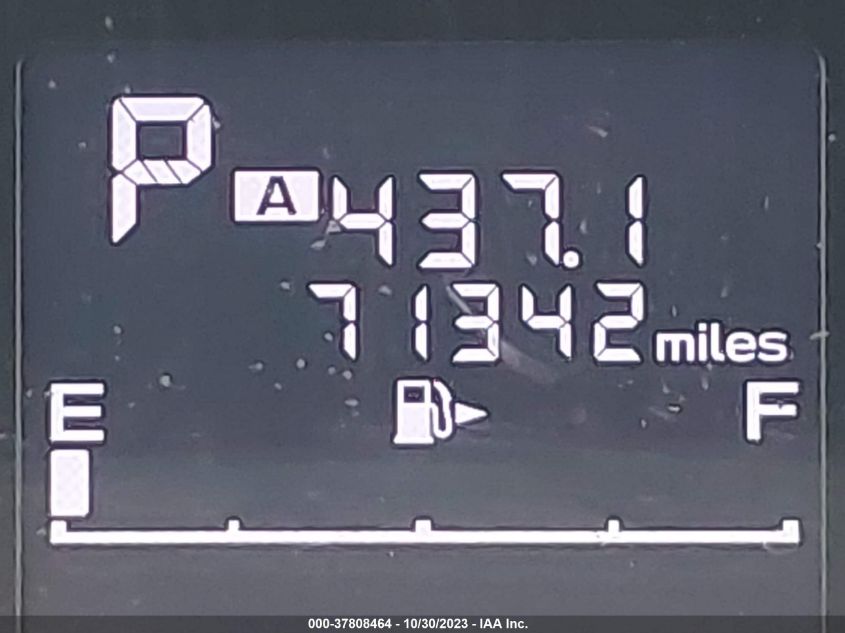 P A 437.1
71342 miles
E F
000-37808464 - 10/30/2023 - IAA Inc.